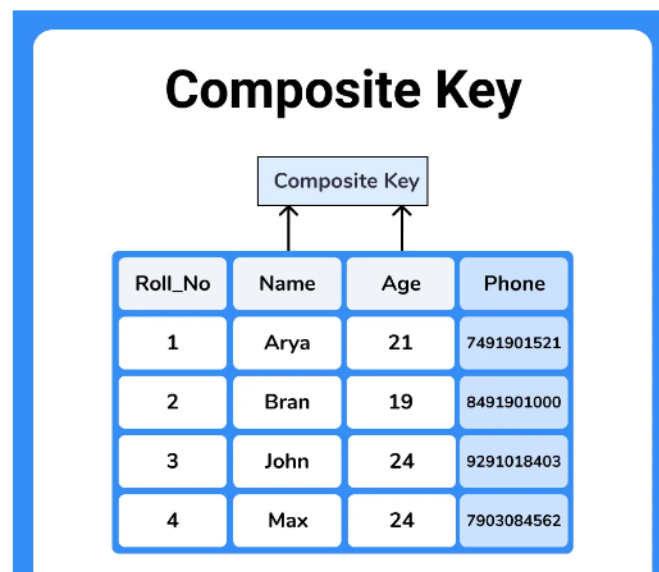 Composite Key
Composite Key
Roll_No Name Age Phone
1 Arya 21 7491901521
2 Bran 19 8491901000
3 John 24 9291018403
4 Max 24 7903084562